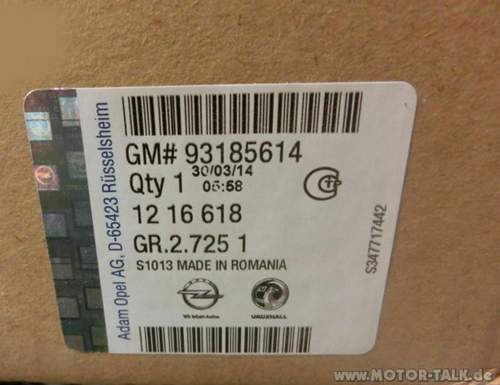 Adam Opel AG, D-65423 Rüsselsheim
GM# 93185614
30/03/14
Qty 1 06:58
12 16 618
GR.2.725 1
S1013 MADE IN ROMANIA
Wir leben Autos.
VAUXHALL
S347717442
www.MOTOR-TALK.de